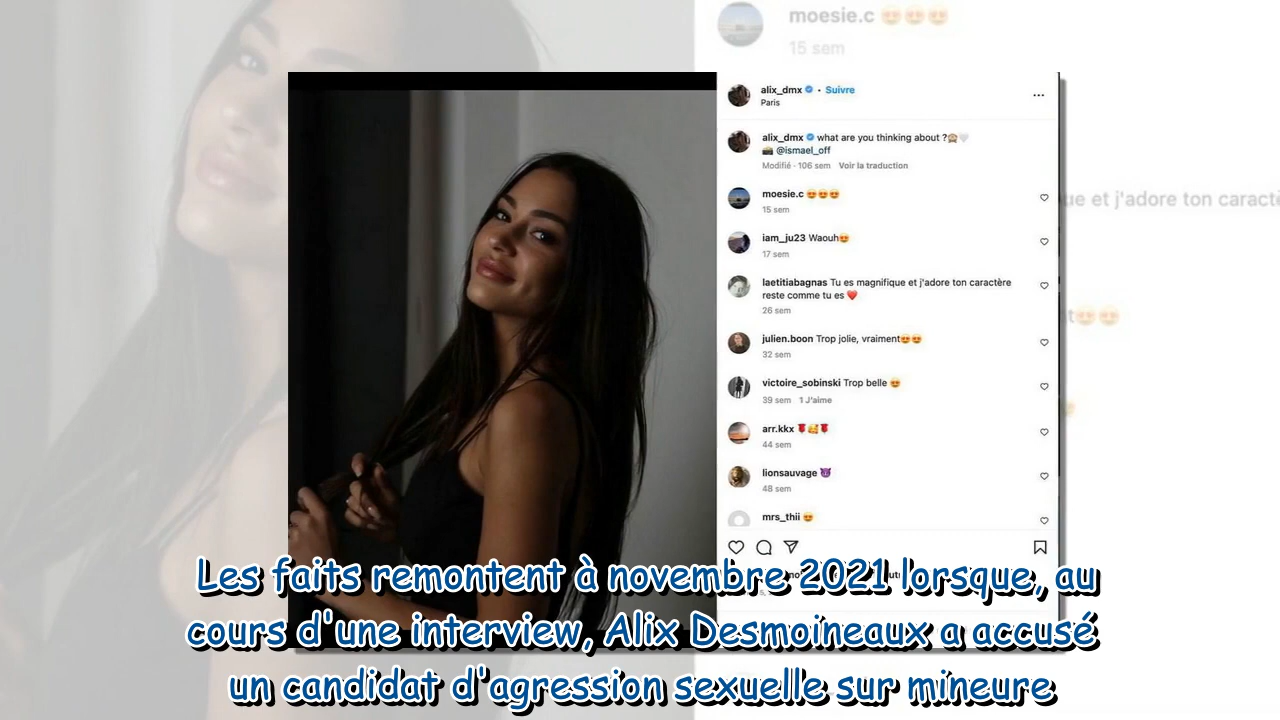 moesie.c 😍😍😍
15 sem
ue et j'adore ton caractè
t😍😍
alix_dmx • Suivre
Paris
alix_dmx what are you thinking about ?🙊🤍
📸 @ismael_off
Modifié · 106 sem Voir la traduction
moesie.c 😍😍😍
15 sem
iam_ju23 Waouh😍
17 sem
laetitiabagnas Tu es magnifique et j'adore ton caractère
reste comme tu es ❤️
26 sem
julien.boon Trop jolie, vraiment😍😍
32 sem
victoire_sobinski Trop belle 😍
39 sem 1 J'aime
arr.kkx 🌹🥰🌹
44 sem
lionsauvage 😈
48 sem
mrs_thii 😍
Les faits remontent à novembre 2021 lorsque, au
cours d'une interview, Alix Desmoineaux a accusé
un candidat d'agression sexuelle sur mineure